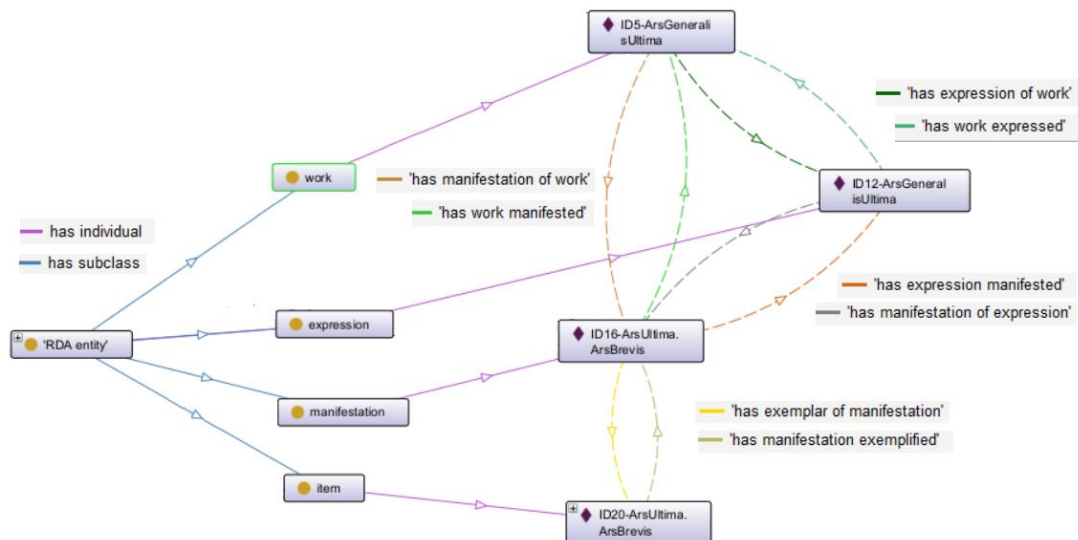 ID5-ArsGenerali
sUltima
'has expression of work'
'has work expressed'
work
'has manifestation of work'
'has work manifested'
ID12-ArsGeneral
isUltima
has individual
has subclass
'has expression manifested'
'has manifestation of expression'
expression
'RDA entity'
ID16-ArsUltima.
ArsBrevis
manifestation
'has exemplar of manifestation'
'has manifestation exemplified'
item
ID20-ArsUltima.
ArsBrevis